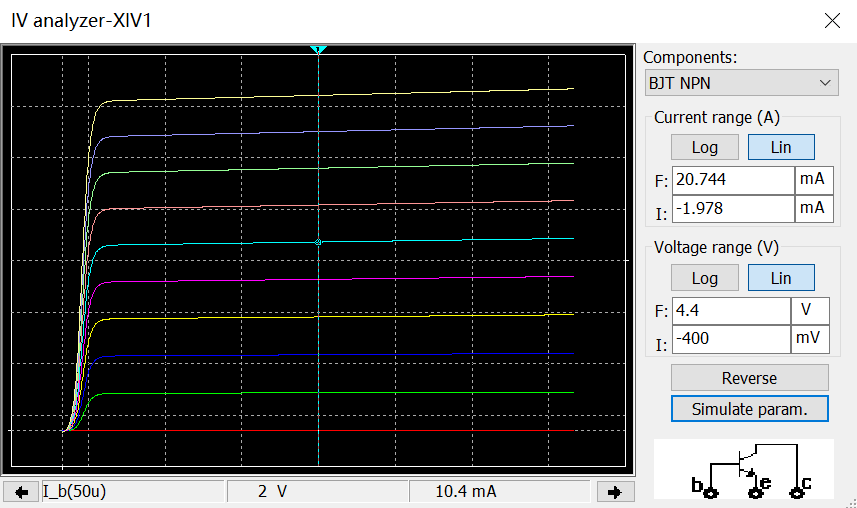 IV analyzer-XIV1
Components:
BJT NPN
Current range (A)
Log Lin
F: 20.744 mA
I: -1.978 mA
Voltage range (V)
Log Lin
F: 4.4 V
I: -400 mV
Reverse
Simulate param.
b e c
I_b(50u) 2 V 10.4 mA